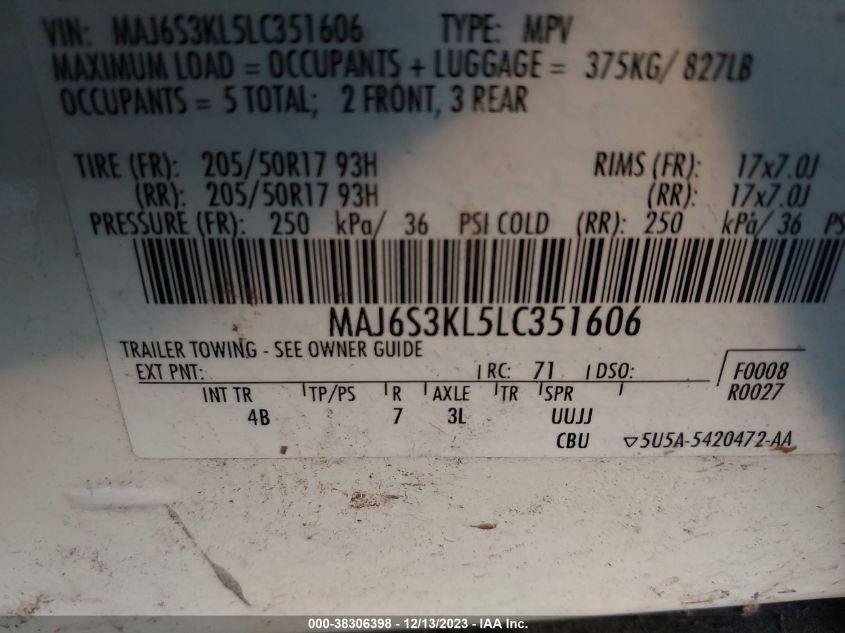 VIN: MAJ6S3KL5LC351606 TYPE: MPV
MAXIMUM LOAD = OCCUPANTS + LUGGAGE = 375KG/ 827LB
OCCUPANTS = 5 TOTAL; 2 FRONT, 3 REAR
TIRE (FR): 205/50R17 93H RIMS (FR): 17x7.0J
(RR): 205/50R17 93H (RR): 17x7.0J
PRESSURE (FR): 250 kPa/ 36 PSI COLD (RR): 250 kPa/ 36 PS
MAJ6S3KL5LC351606
TRAILER TOWING - SEE OWNER GUIDE
EXT PNT: RC: 71 DSO: F0008
INT TR TP/PS R AXLE TR SPR R0027
4B 7 3L UUJJ
CBU ▽5U5A-5420472-AA
000-38306398 - 12/13/2023 - Copyright © IAA, Inc.